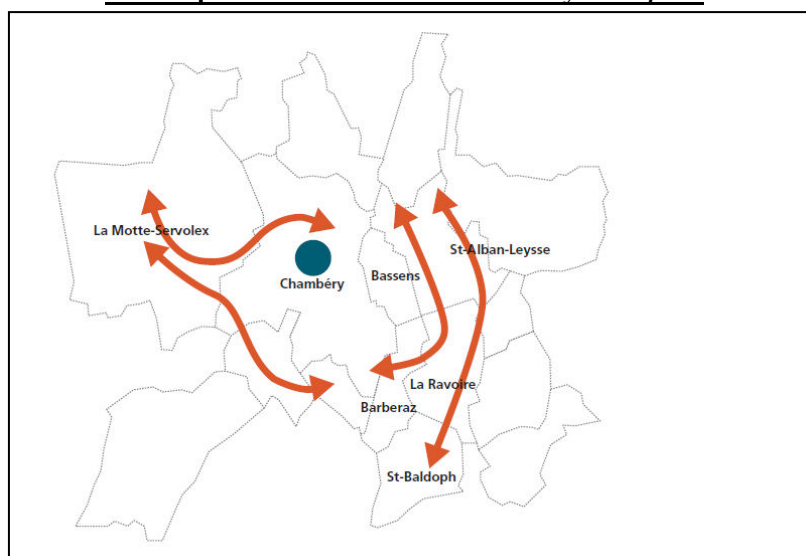 La Motte-Servolex
St-Alban-Leysse
Bassens
Chambéry
La Ravoire
Barberaz
St-Baldoph